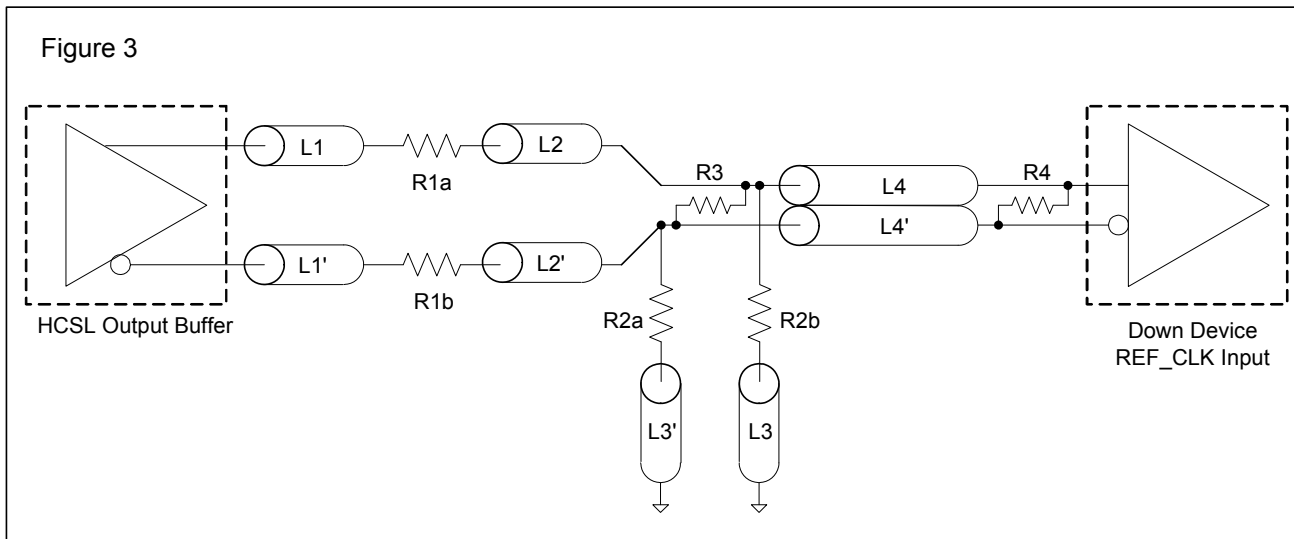 Figure 3
L1
R1a
L2
R3
L4
R4
L4'
L1'
R1b
L2'
HCSL Output Buffer
R2a
R2b
Down Device
REF_CLK Input
L3'
L3